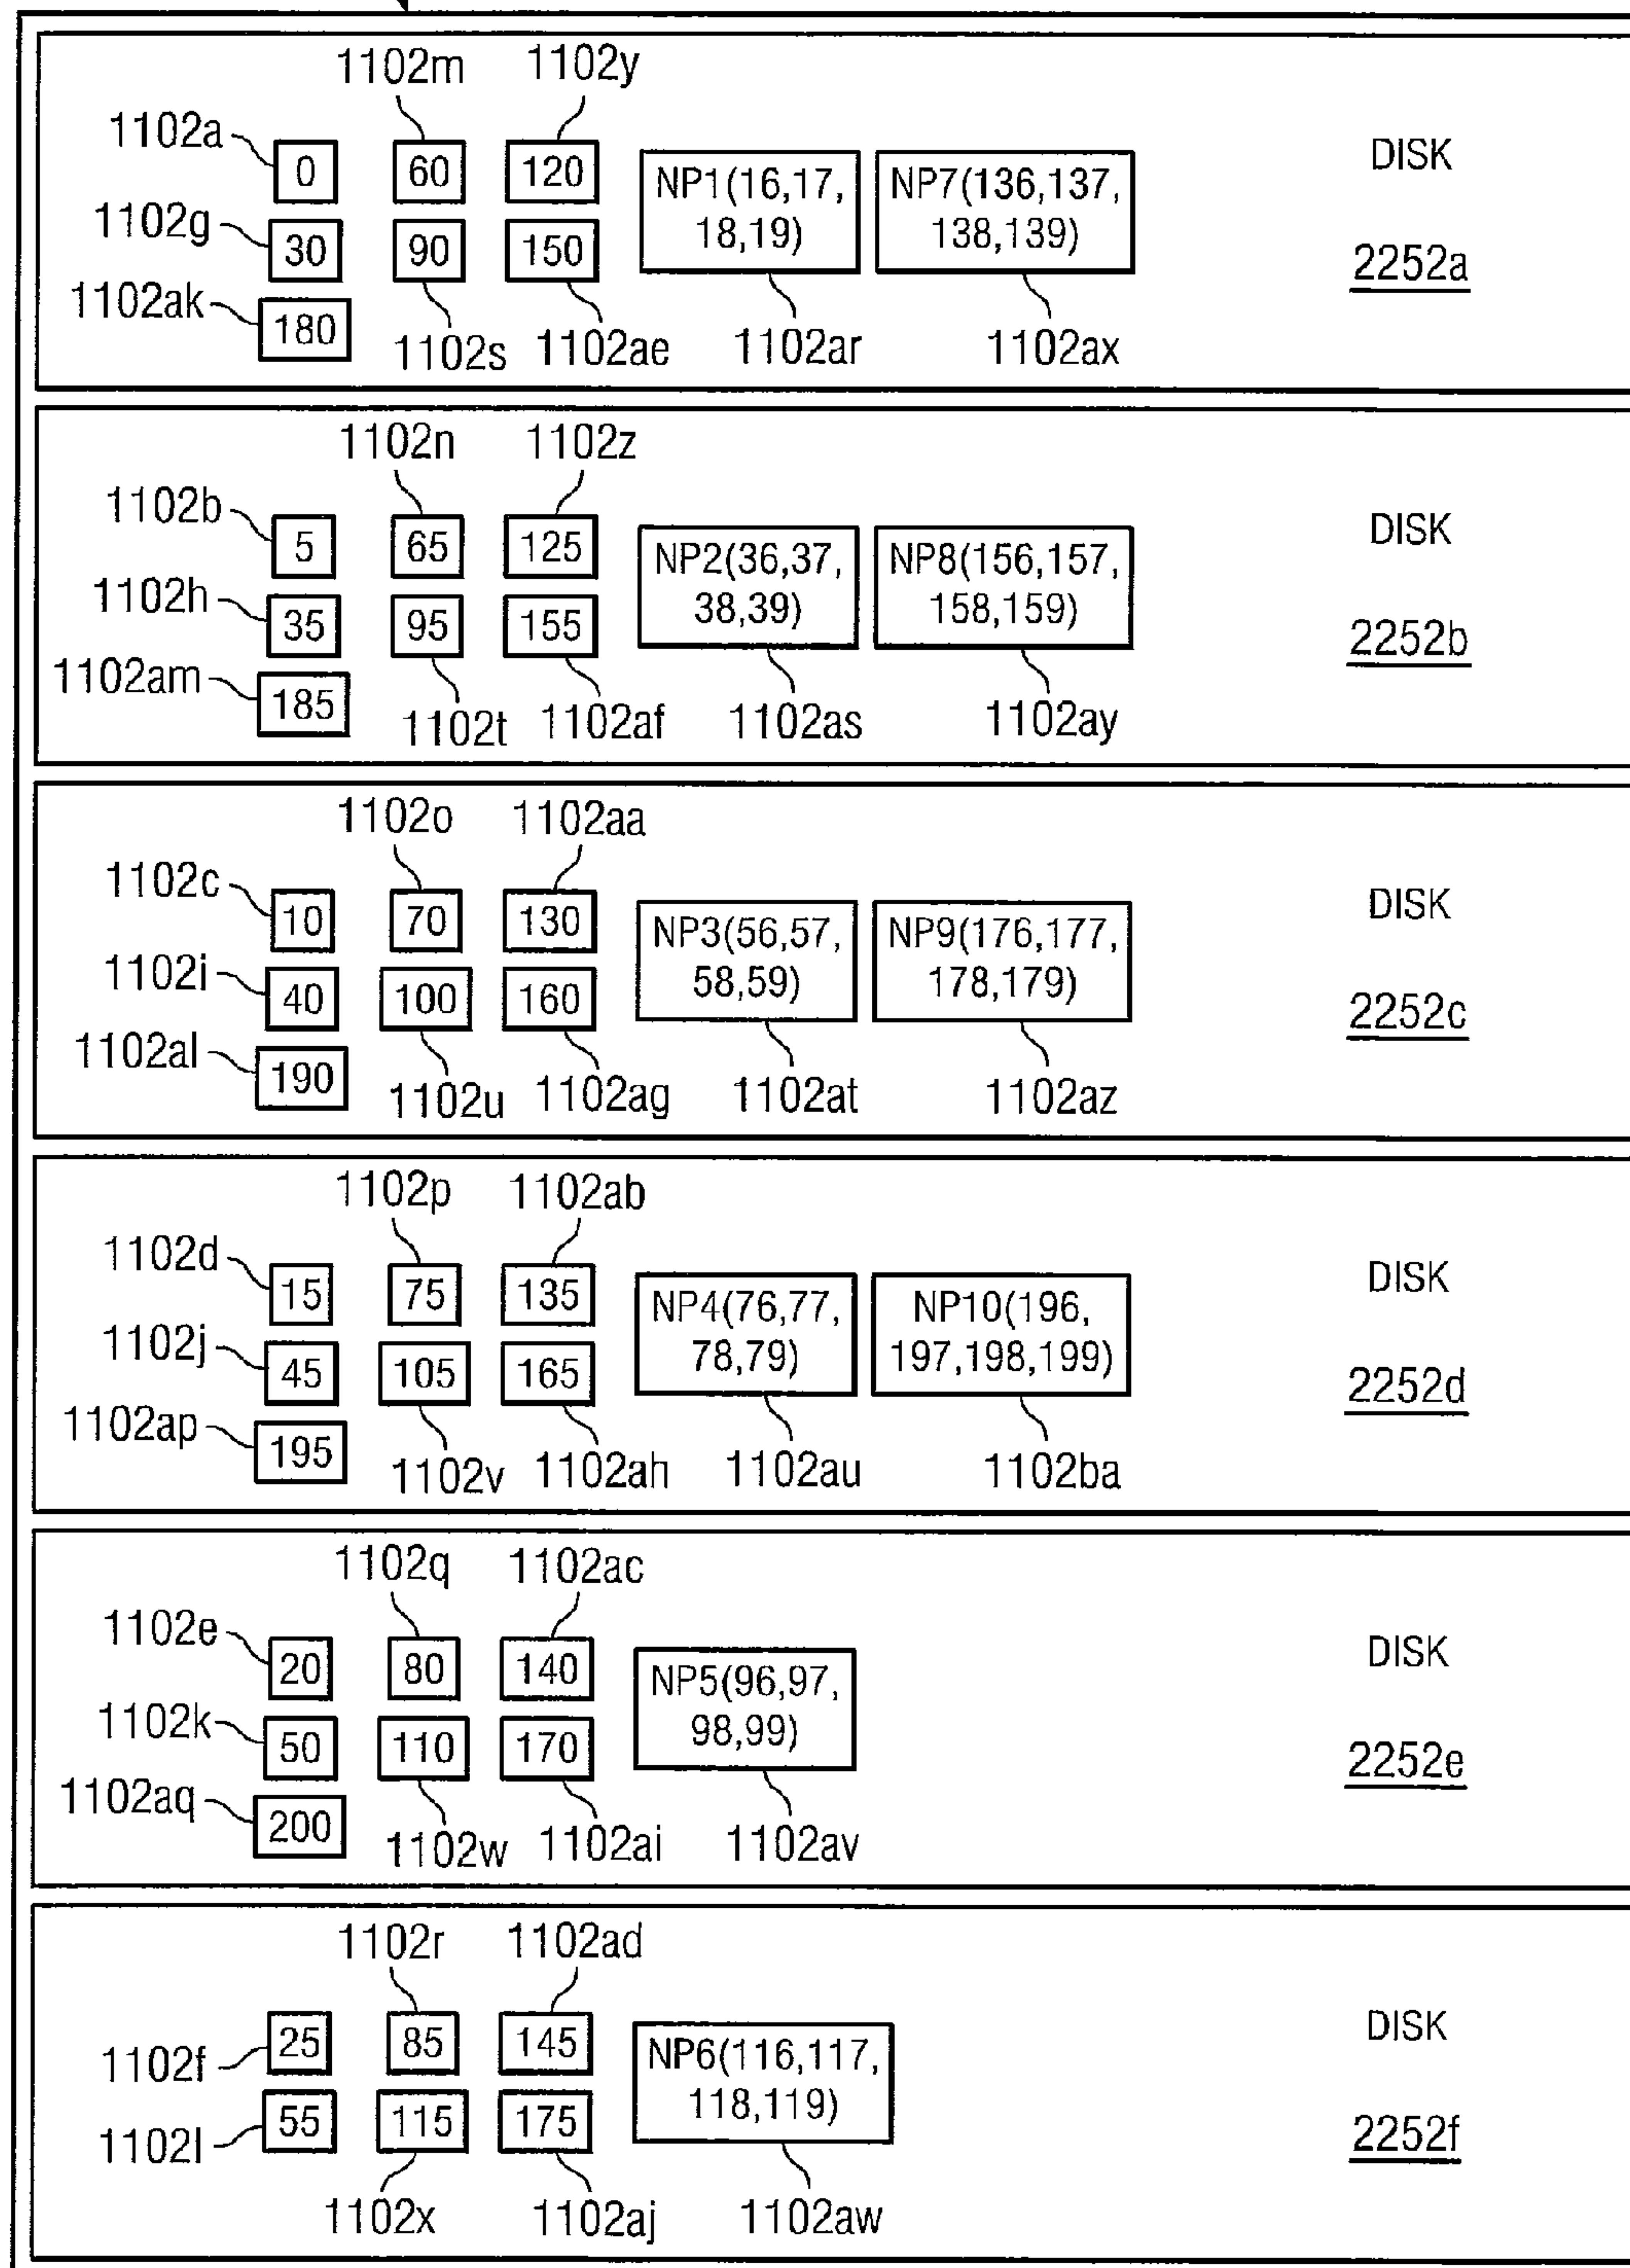 1102m 1102y
1102a 0 60 120 NP1(16,17, NP7(136,137, DISK
18,19) 138,139)
1102g 30 90 150 2252a
1102ak 180 1102s 1102ae 1102ar 1102ax
1102n 1102z
1102b 5 65 125 NP2(36,37, NP8(156,157, DISK
38,39) 158,159)
1102h 35 95 155 2252b
1102am 185 1102t 1102af 1102as 1102ay
1102o 1102aa
1102c 10 70 130 NP3(56,57, NP9(176,177, DISK
58,59) 178,179)
1102i 40 100 160 2252c
1102al 190 1102u 1102ag 1102at 1102az
1102p 1102ab
1102d 15 75 135 NP4(76,77, NP10(196, DISK
78,79) 197,198,199)
1102j 45 105 165 2252d
1102ap 195 1102v 1102ah 1102au 1102ba
1102q 1102ac
1102e 20 80 140 NP5(96,97, DISK
98,99)
1102k 50 110 170 2252e
1102aq 200 1102w 1102ai 1102av
1102r 1102ad
1102f 25 85 145 NP6(116,117, DISK
118,119)
1102l 55 115 175 2252f
1102x 1102aj 1102aw